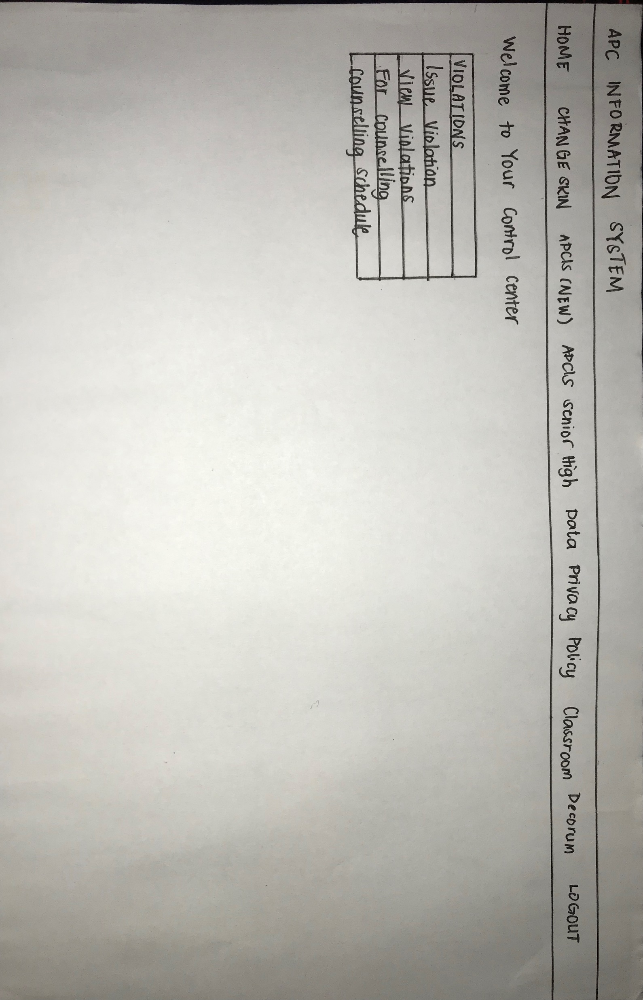 APC INFORMATION SYSTEM
HOME CHANGE SKIN APCIS (NEW) APCIS Senior High Data Privacy Policy Classroom Decorum LOGOUT
Welcome to Your Control Center
VIOLATIONS
Issue Violation
View Violations
For Counselling
Counselling Schedule